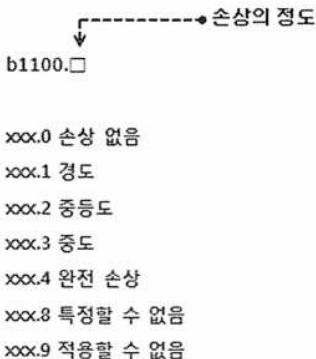 손상의 정도
b1100.□
xxx.0 손상 없음
xxx.1 경도
xxx.2 중등도
xxx.3 중도
xxx.4 완전 손상
xxx.8 특정할 수 없음
xxx.9 적용할 수 없음